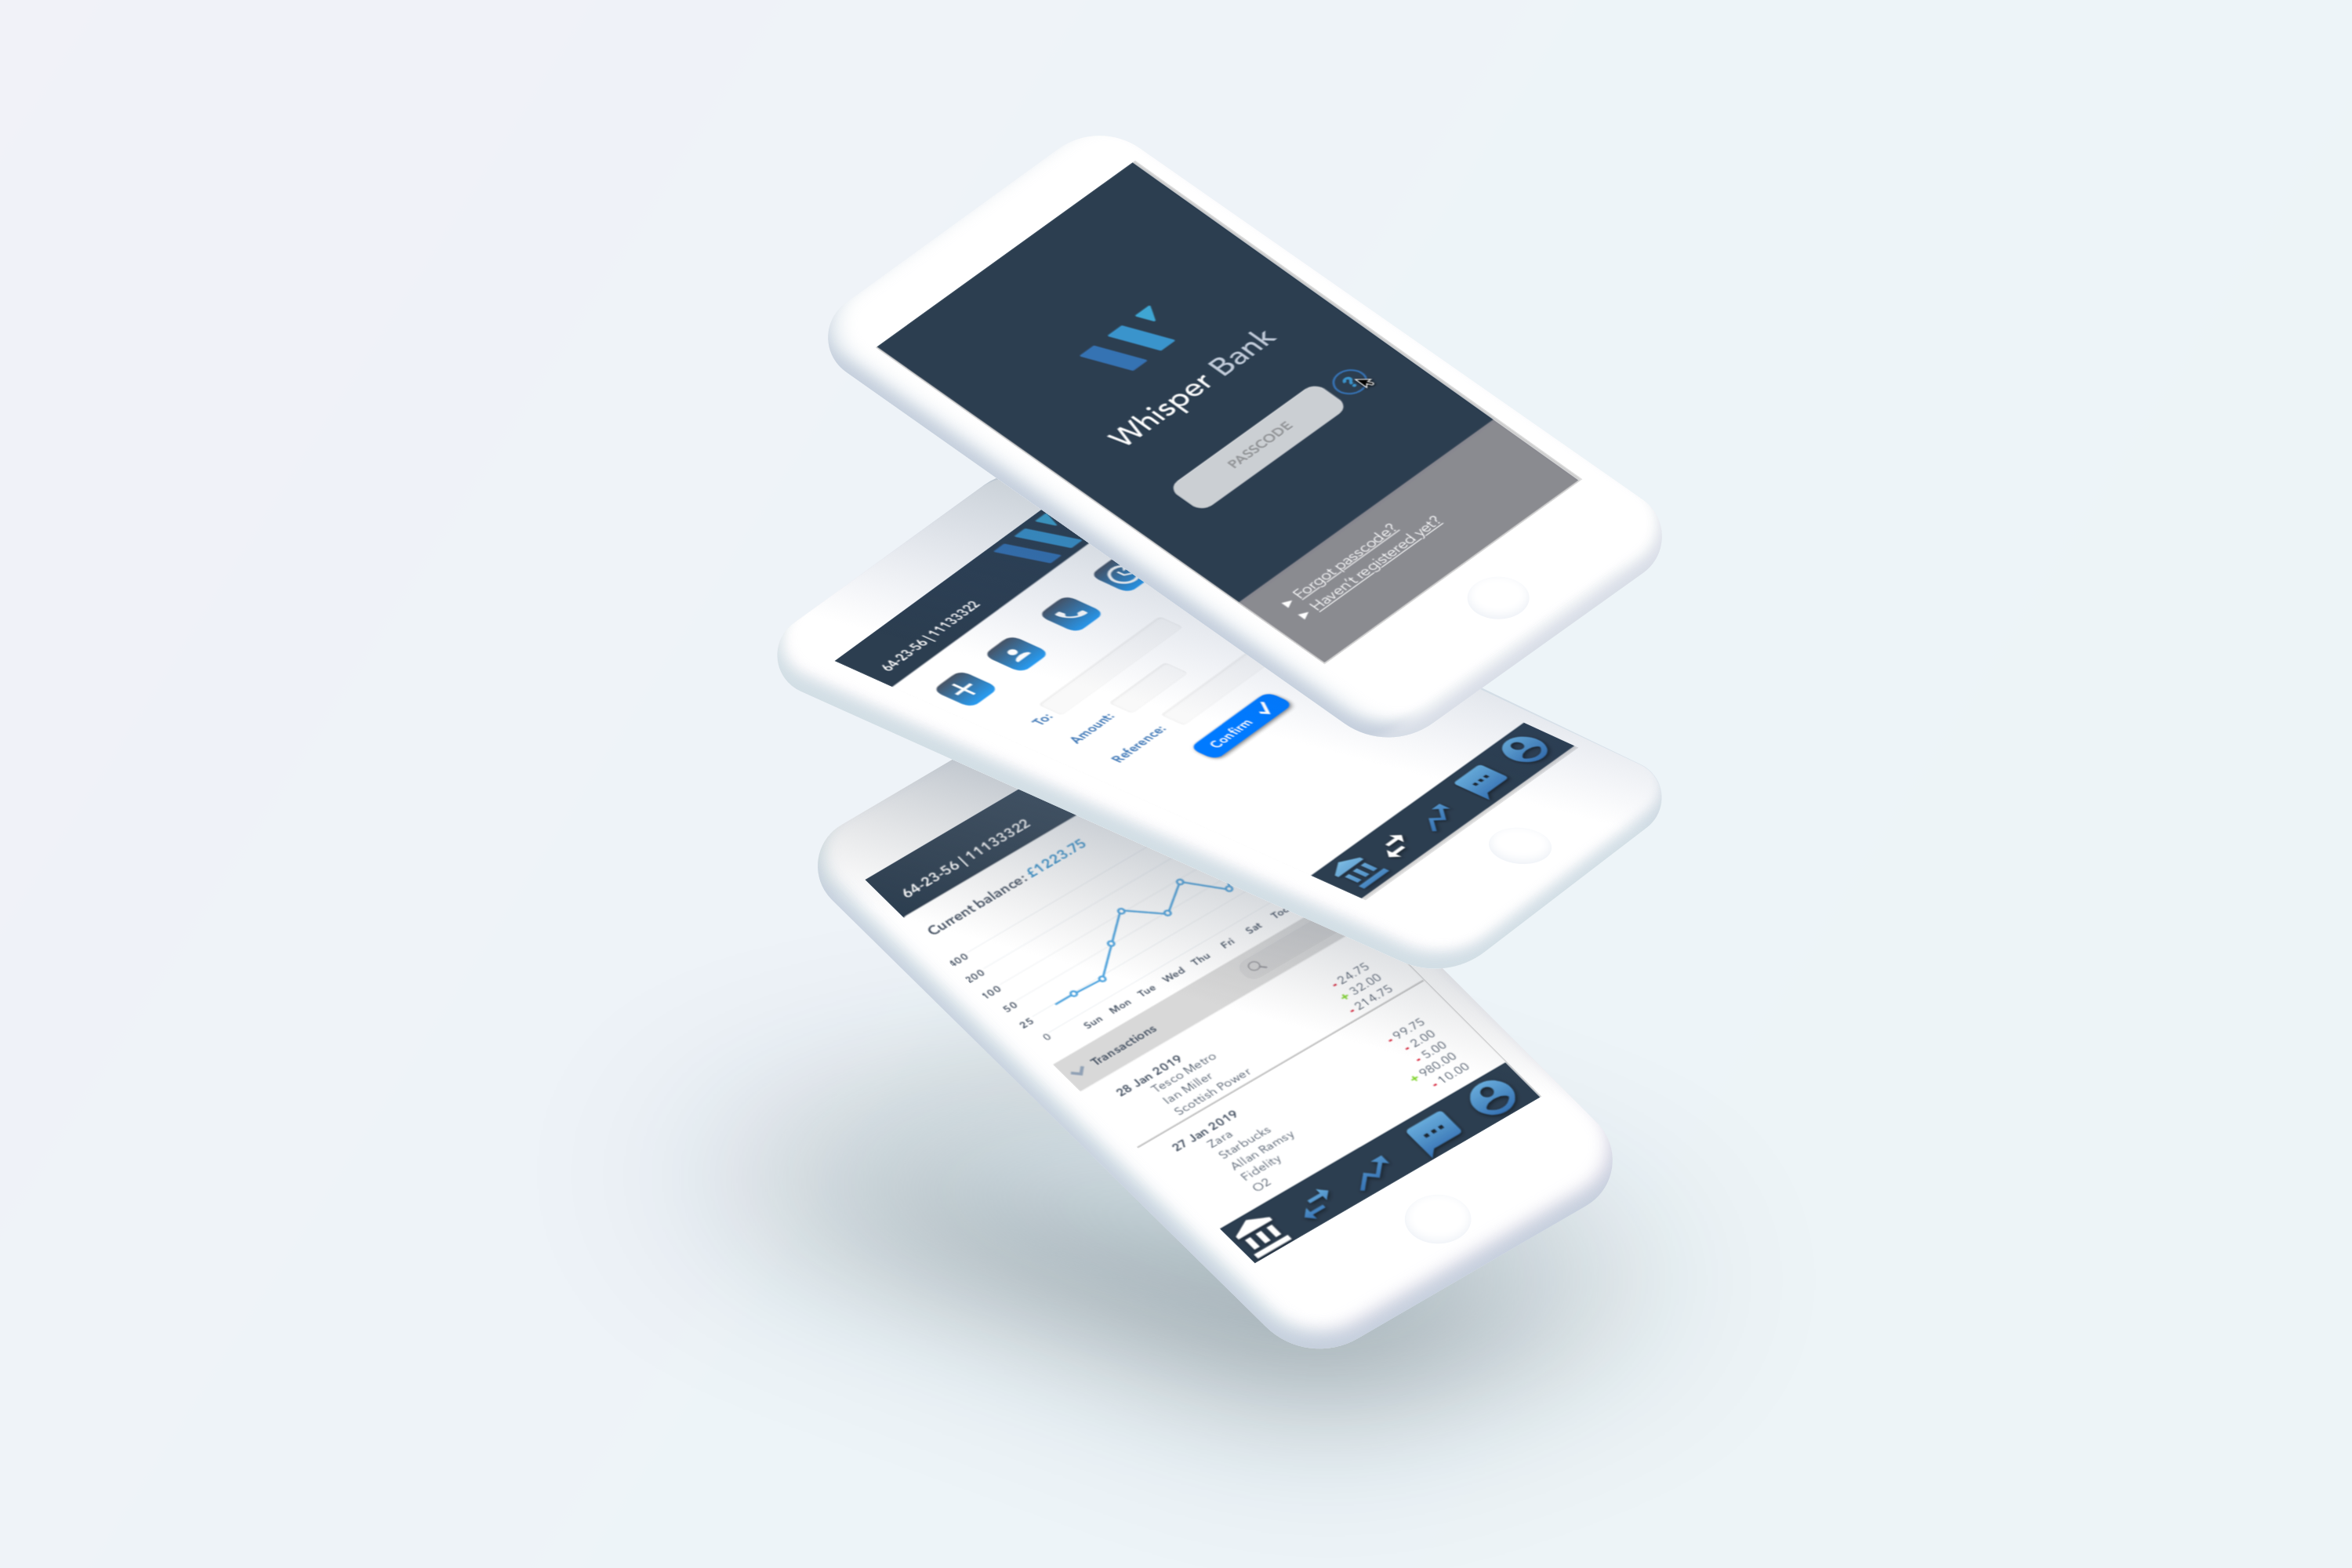 Whisper Bank
?
PASSCODE
Forgot passcode?
Haven't registered yet?
64-23-56 | 11133322
To:
Amount:
Reference:
Confirm
64-23-56 | 11133322
Current balance: £1223.75
200
100
50
25
0
Sun Mon Tue Wed Thu Fri Sat
Transactions
28 Jan 2019
Tesco Metro - 24.75
Ian Miller + 32.00
Scottish Power - 214.75
27 Jan 2019
Zara - 99.75
Starbucks - 2.00
Allan Ramsy - 5.00
Fidelity + 980.00
O2 - 10.00